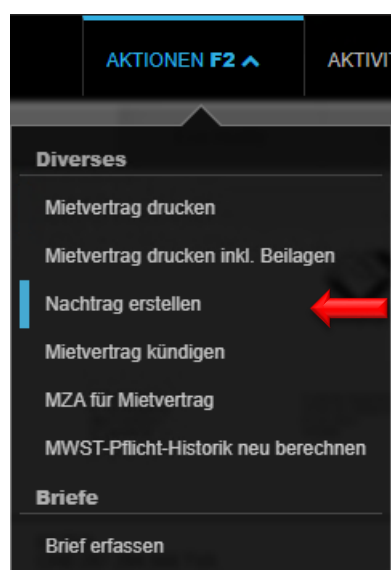 AKTIONEN F2 AKTIVIT
Diverses
Mietvertrag drucken
Mietvertrag drucken inkl. Beilagen
Nachtrag erstellen
Mietvertrag kündigen
MZA für Mietvertrag
MWST-Pflicht-Historik neu berechnen
Briefe
Brief erfassen